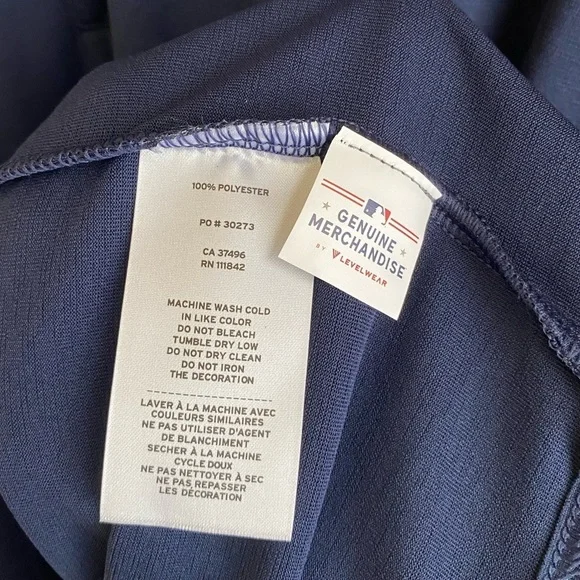 100% POLYESTER
PO # 30273
CA 37496
RN 111842
MACHINE WASH COLD
IN LIKE COLOR
DO NOT BLEACH
TUMBLE DRY LOW
DO NOT DRY CLEAN
DO NOT IRON
THE DECORATION
LAVER À LA MACHINE AVEC
COULEURS SIMILAIRES
NE PAS UTILISER D'AGENT
DE BLANCHIMENT
SECHER À LA MACHINE
CYCLE DOUX
NE PAS NETTOYER À SEC
NE PAS REPASSER
LES DÉCORATION
GENUINE
MERCHANDISE
BY LEVELWEAR